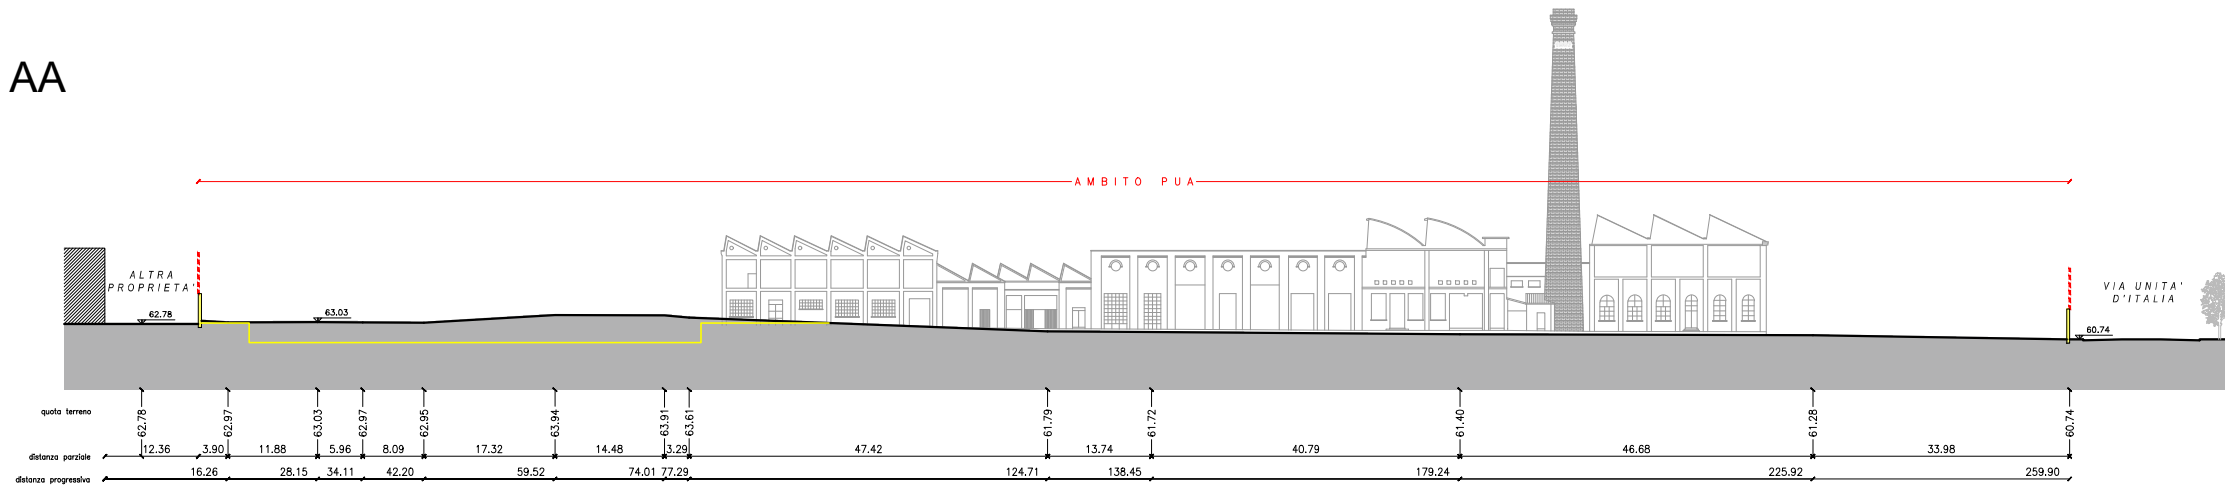 AA
AMBITO PUA
ALTRA
PROPRIETA'
VIA UNITA'
D'ITALIA
62.78
63.03
60.74
quota terreno
62.78
62.97
63.03
62.97
62.95
63.94
63.91
63.61
61.79
61.72
61.40
61.28
60.74
distanza parziale
12.36 3.90 11.88 5.96 8.09 17.32 14.48 3.29 47.42 13.74 40.79 46.68 33.98
distanza progressiva
16.26 28.15 34.11 42.20 59.52 74.01 77.29 124.71 138.45 179.24 225.92 259.90